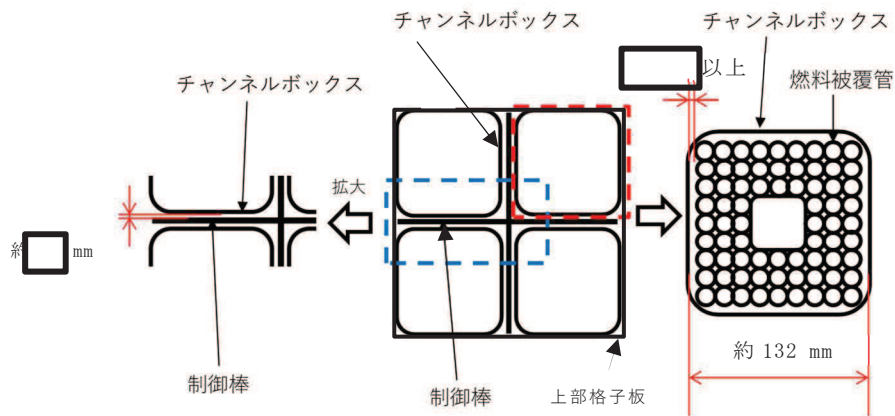 チャンネルボックス
チャンネルボックス
チャンネルボックス
以上
燃料被覆管
拡大
約
mm
制御棒
制御棒
上部格子板
約 132 mm